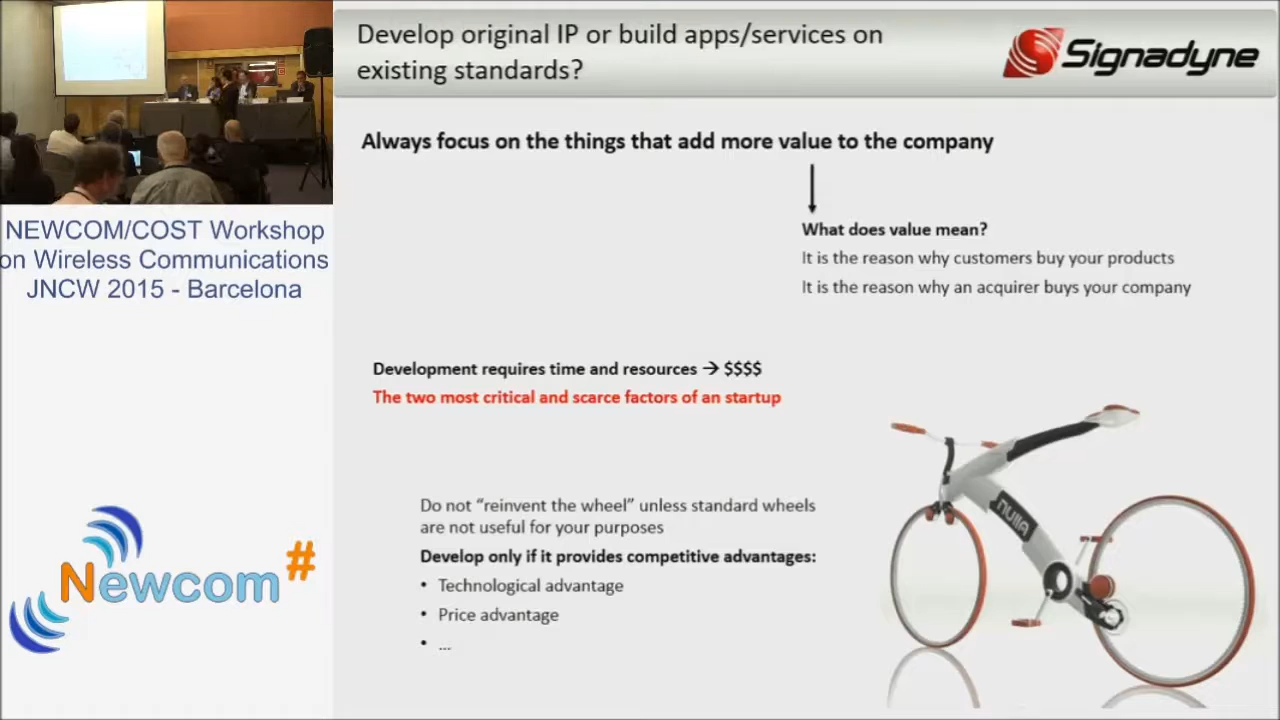 Develop original IP or build apps/services on
existing standards?
Signadyne
Always focus on the things that add more value to the company
What does value mean?
It is the reason why customers buy your products
It is the reason why an acquirer buys your company
NEWCOM/COST Workshop
on Wireless Communications
JNCW 2015 - Barcelona
Development requires time and resources → $$$$
The two most critical and scarce factors of an startup
Do not “reinvent the wheel” unless standard wheels
are not useful for your purposes
Develop only if it provides competitive advantages:
• Technological advantage
• Price advantage
• ...
nulla
Newcom#